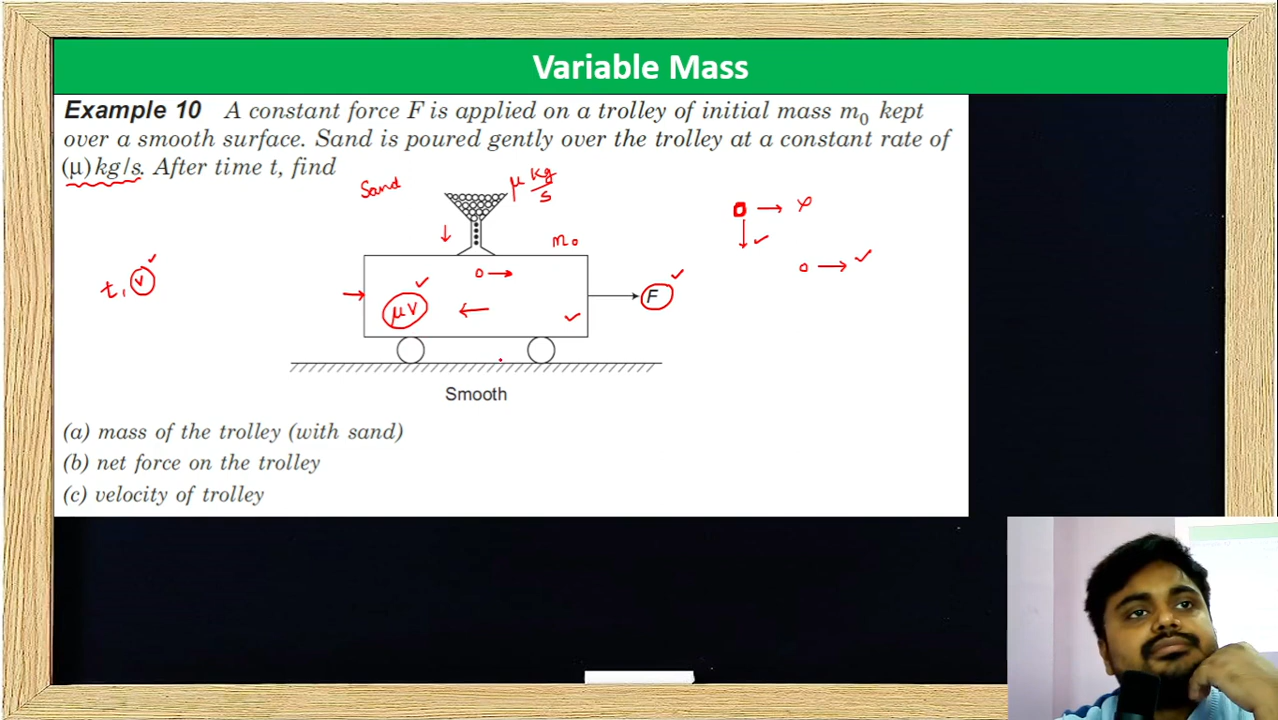 Variable Mass
Example 10 A constant force F is applied on a trolley of initial mass m₀ kept
over a smooth surface. Sand is poured gently over the trolley at a constant rate of
(μ) kg/s. After time t, find
Sand
μ kg/s
m₀
t, v
μv
F
Smooth
(a) mass of the trolley (with sand)
(b) net force on the trolley
(c) velocity of trolley